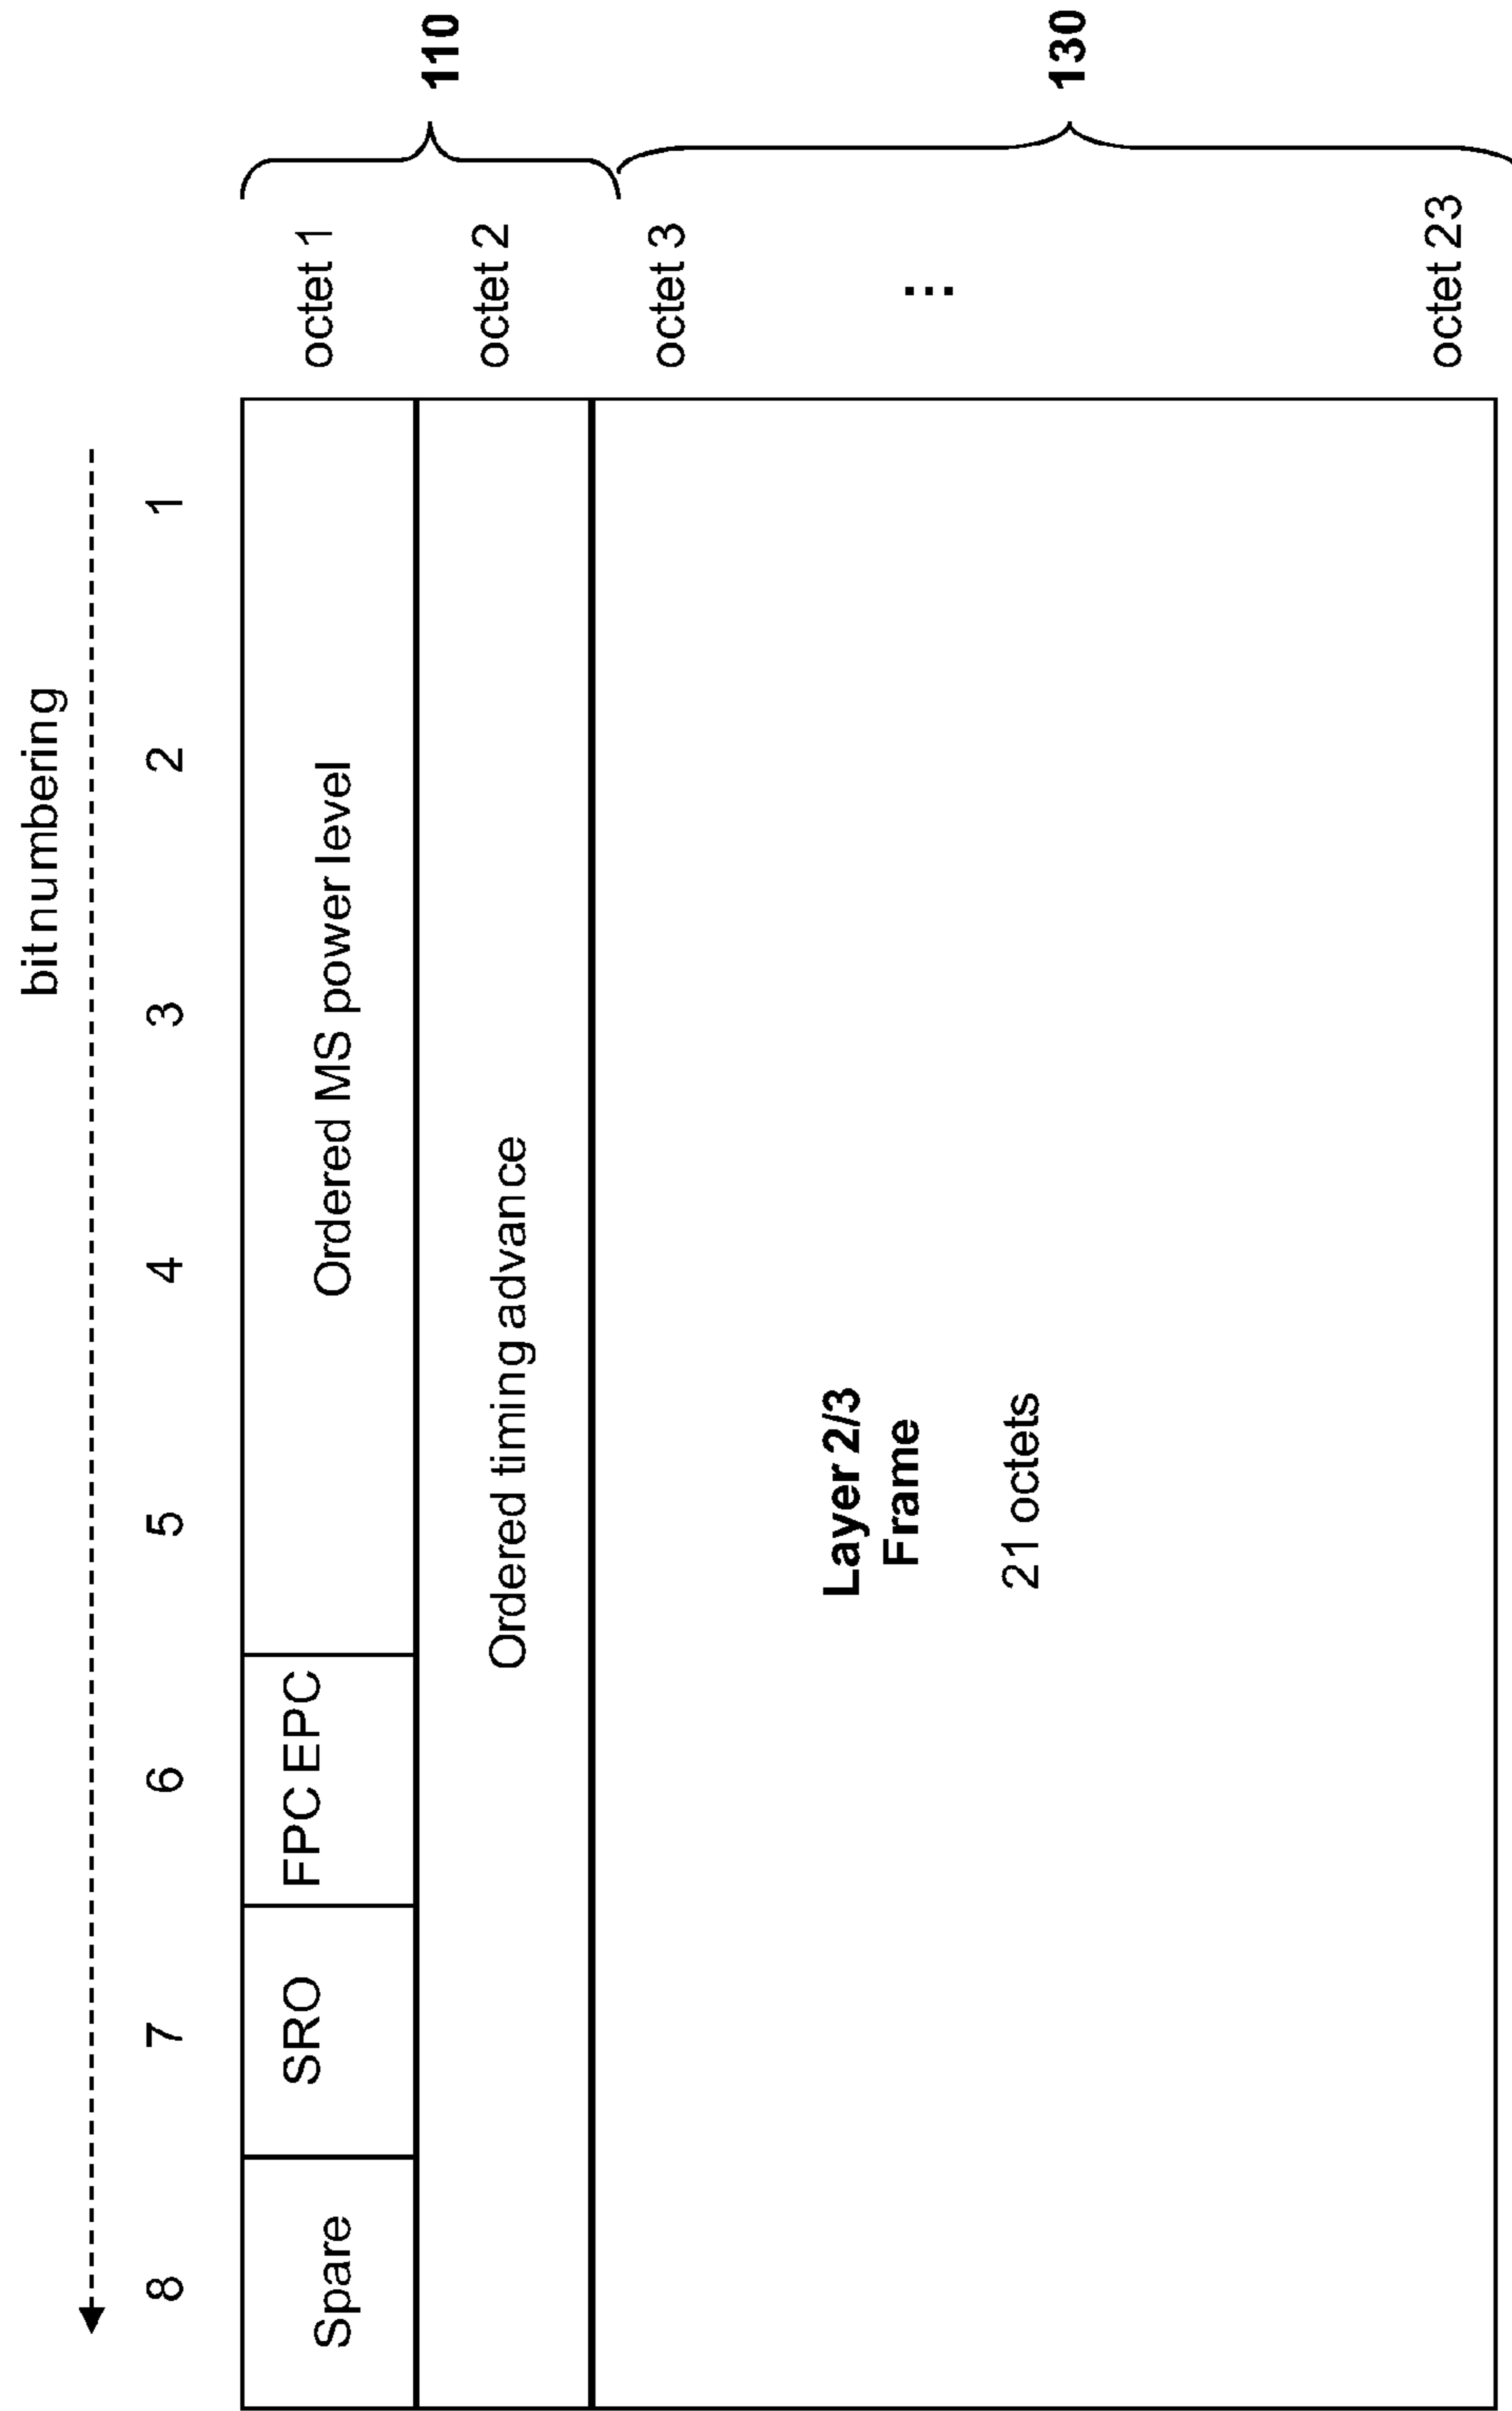 bit numbering
8 7 6 5 4 3 2 1
Spare SRO FPC EPC Ordered MS power level octet 1
Ordered timing advance octet 2
110
octet 3
Layer 2/3
Frame
21 octets
⋮
octet 23
130